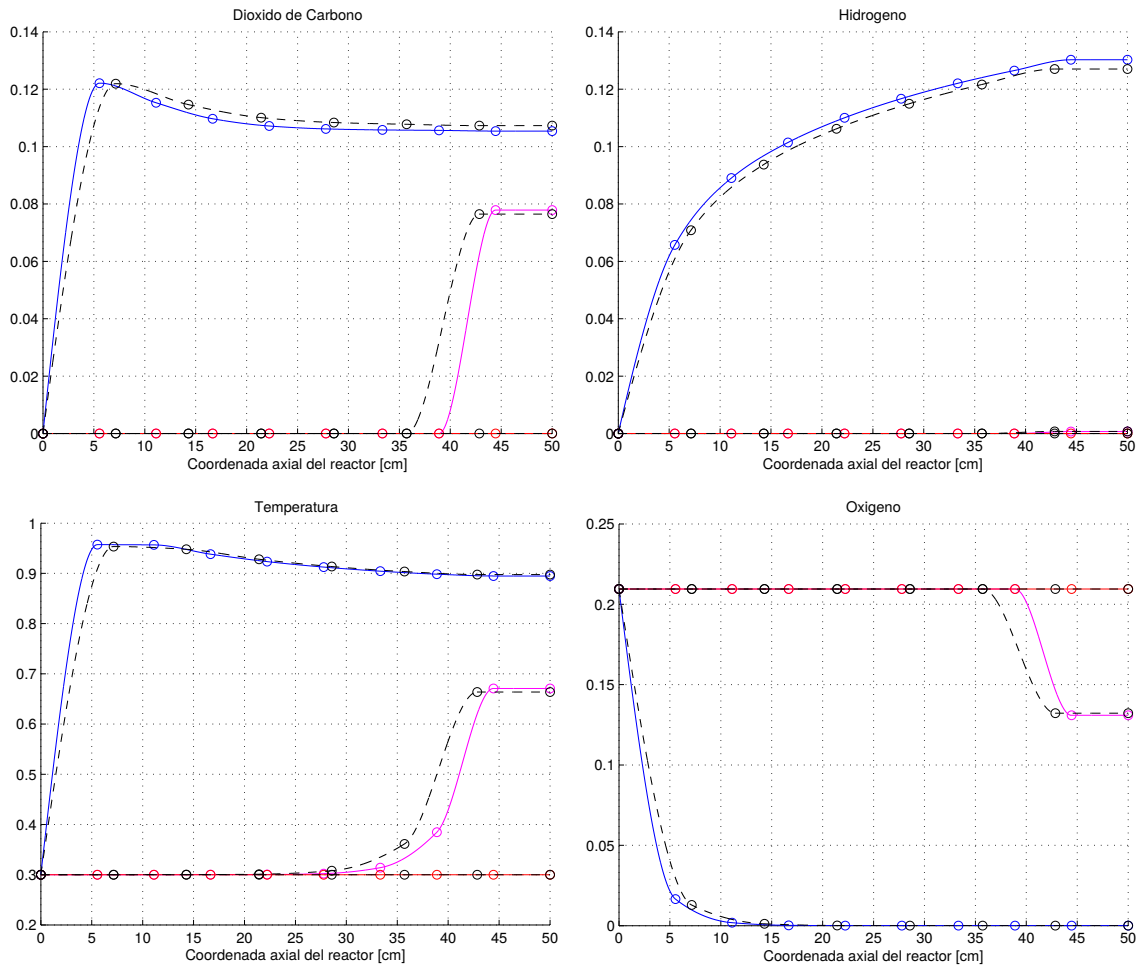 Dioxido de Carbono
0.14
0.12
0.1
0.08
0.06
0.04
0.02
0
0 5 10 15 20 25 30 35 40 45 50
Coordenada axial del reactor [cm]
Hidrogeno
0.14
0.12
0.1
0.08
0.06
0.04
0.02
0
0 5 10 15 20 25 30 35 40 45 50
Coordenada axial del reactor [cm]
Temperatura
1
0.9
0.8
0.7
0.6
0.5
0.4
0.3
0.2
0 5 10 15 20 25 30 35 40 45 50
Coordenada axial del reactor [cm]
Oxigeno
0.25
0.2
0.15
0.1
0.05
0
0 5 10 15 20 25 30 35 40 45 50
Coordenada axial del reactor [cm]